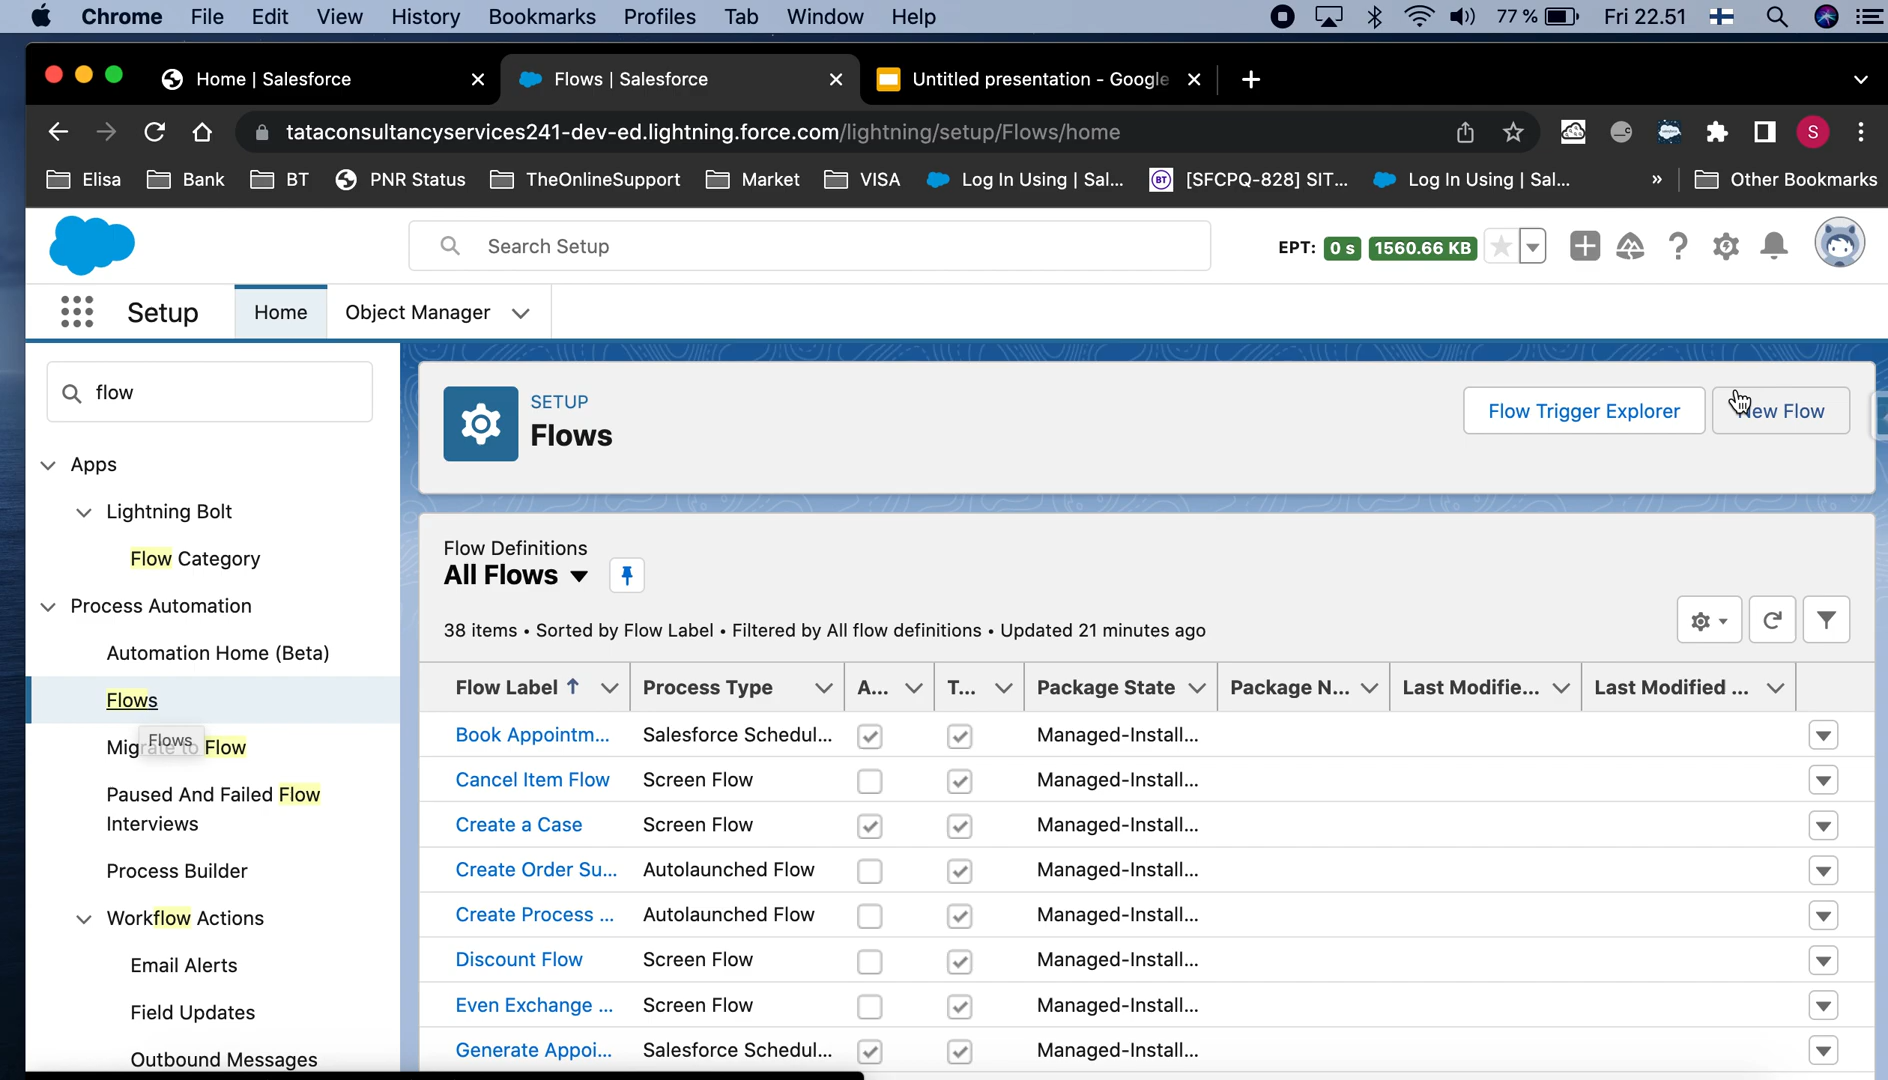 Chrome File Edit View History Bookmarks Profiles Tab Window Help 77 % Fri 22.51
Home | Salesforce Flows | Salesforce Untitled presentation - Google
tataconsultancyservices241-dev-ed.lightning.force.com/lightning/setup/Flows/home S
Elisa Bank BT PNR Status TheOnlineSupport Market VISA Log In Using | Sal... BT [SFCPQ-828] SIT... Log In Using | Sal... » Other Bookmarks
Search Setup EPT: 0 s 1560.66 KB
Setup Home Object Manager
flow
Apps
Lightning Bolt
Flow Category
Process Automation
Automation Home (Beta)
Flows
Flows
Migrate to Flow
Paused And Failed Flow
Interviews
Process Builder
Workflow Actions
Email Alerts
Field Updates
Outbound Messages
SETUP
Flows
Flow Trigger Explorer New Flow
Flow Definitions
All Flows
38 items • Sorted by Flow Label • Filtered by All flow definitions • Updated 21 minutes ago
Flow Label ↑ Process Type A... T... Package State Package N... Last Modifie... Last Modified ...
Book Appointm... Salesforce Schedul... Managed-Install...
Cancel Item Flow Screen Flow Managed-Install...
Create a Case Screen Flow Managed-Install...
Create Order Su... Autolaunched Flow Managed-Install...
Create Process ... Autolaunched Flow Managed-Install...
Discount Flow Screen Flow Managed-Install...
Even Exchange ... Screen Flow Managed-Install...
Generate Appoi... Salesforce Schedul... Managed-Install...